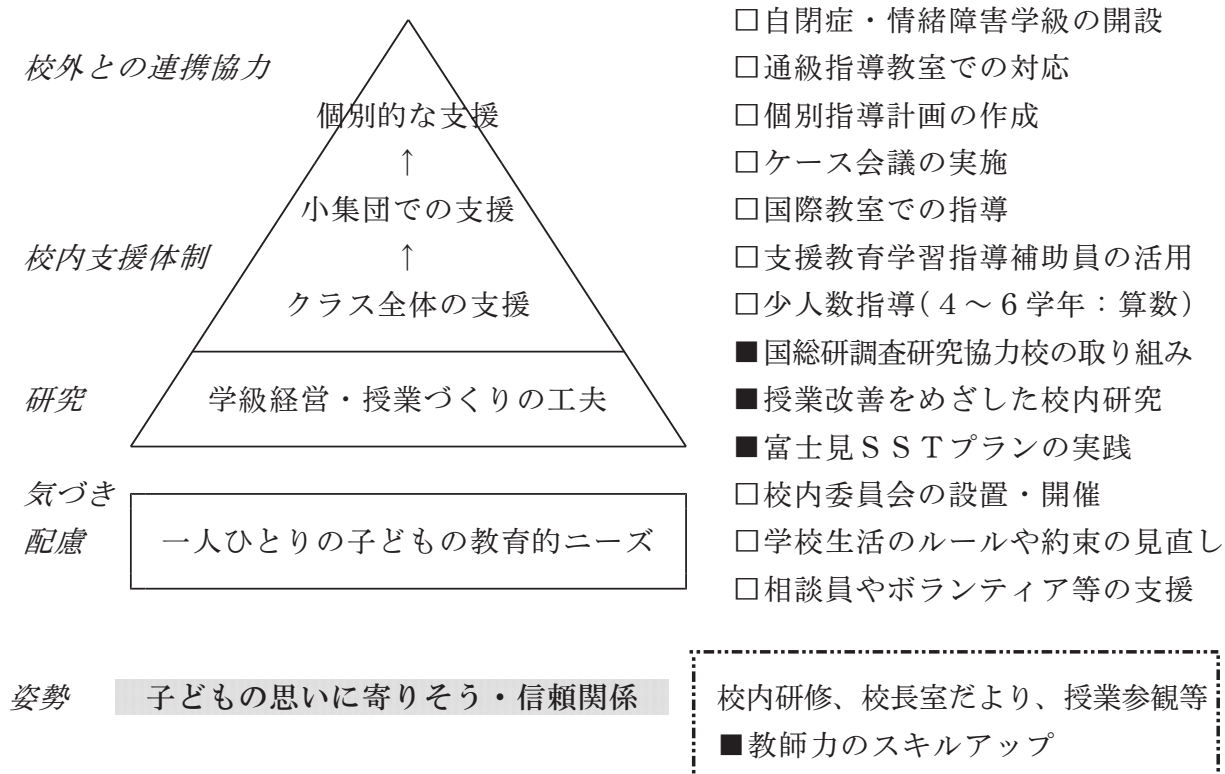 □自閉症・情緒障害学級の開設
校外との連携協力
□通級指導教室での対応
個別的な支援
□個別指導計画の作成
↑
□ケース会議の実施
小集団での支援
□国際教室での指導
校内支援体制
↑
□支援教育学習指導補助員の活用
クラス全体の支援
□少人数指導(4～6学年：算数)
■国総研調査研究協力校の取り組み
研究
学級経営・授業づくりの工夫
■授業改善をめざした校内研究
■富士見SSTプランの実践
気づき
□校内委員会の設置・開催
配慮
一人ひとりの子どもの教育的ニーズ
□学校生活のルールや約束の見直し
□相談員やボランティア等の支援
姿勢
子どもの思いに寄りそう・信頼関係
校内研修、校長室だより、授業参観等
■教師力のスキルアップ